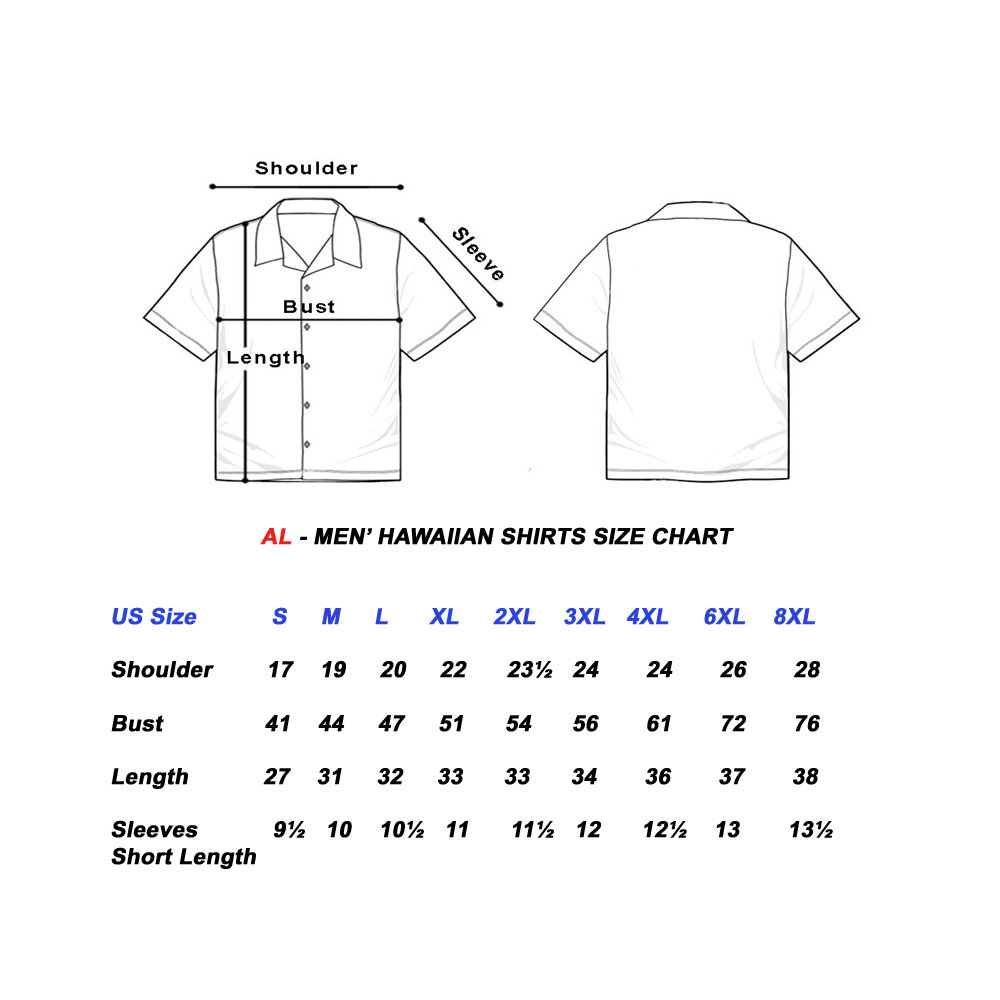 Shoulder
Sleeve
Bust
Length
AL - MEN’ HAWAIIAN SHIRTS SIZE CHART
US Size S M L XL 2XL 3XL 4XL 6XL 8XL
Shoulder 17 19 20 22 23½ 24 24 26 28
Bust 41 44 47 51 54 56 61 72 76
Length 27 31 32 33 33 34 36 37 38
Sleeves 9½ 10 10½ 11 11½ 12 12½ 13 13½
Short Length